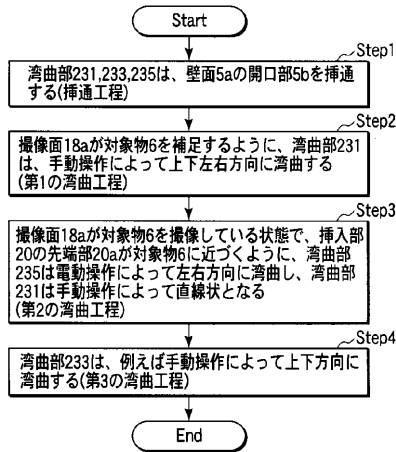 Start
Step1
湾曲部231,233,235は、壁面5aの開口部5bを挿通
する(挿通工程)
Step2
撮像面18aが対象物6を補足するように、湾曲部231
は、手動操作によって上下左右方向に湾曲する
(第1の湾曲工程)
Step3
撮像面18aが対象物6を撮像している状態で、挿入部
20の先端部20aが対象物6に近づくように、湾曲部
235は電動操作によって左右方向に湾曲し、湾曲部
231は手動操作によって直線状となる
(第2の湾曲工程)
Step4
湾曲部233は、例えば手動操作によって上下方向に
湾曲する(第3の湾曲工程)
End